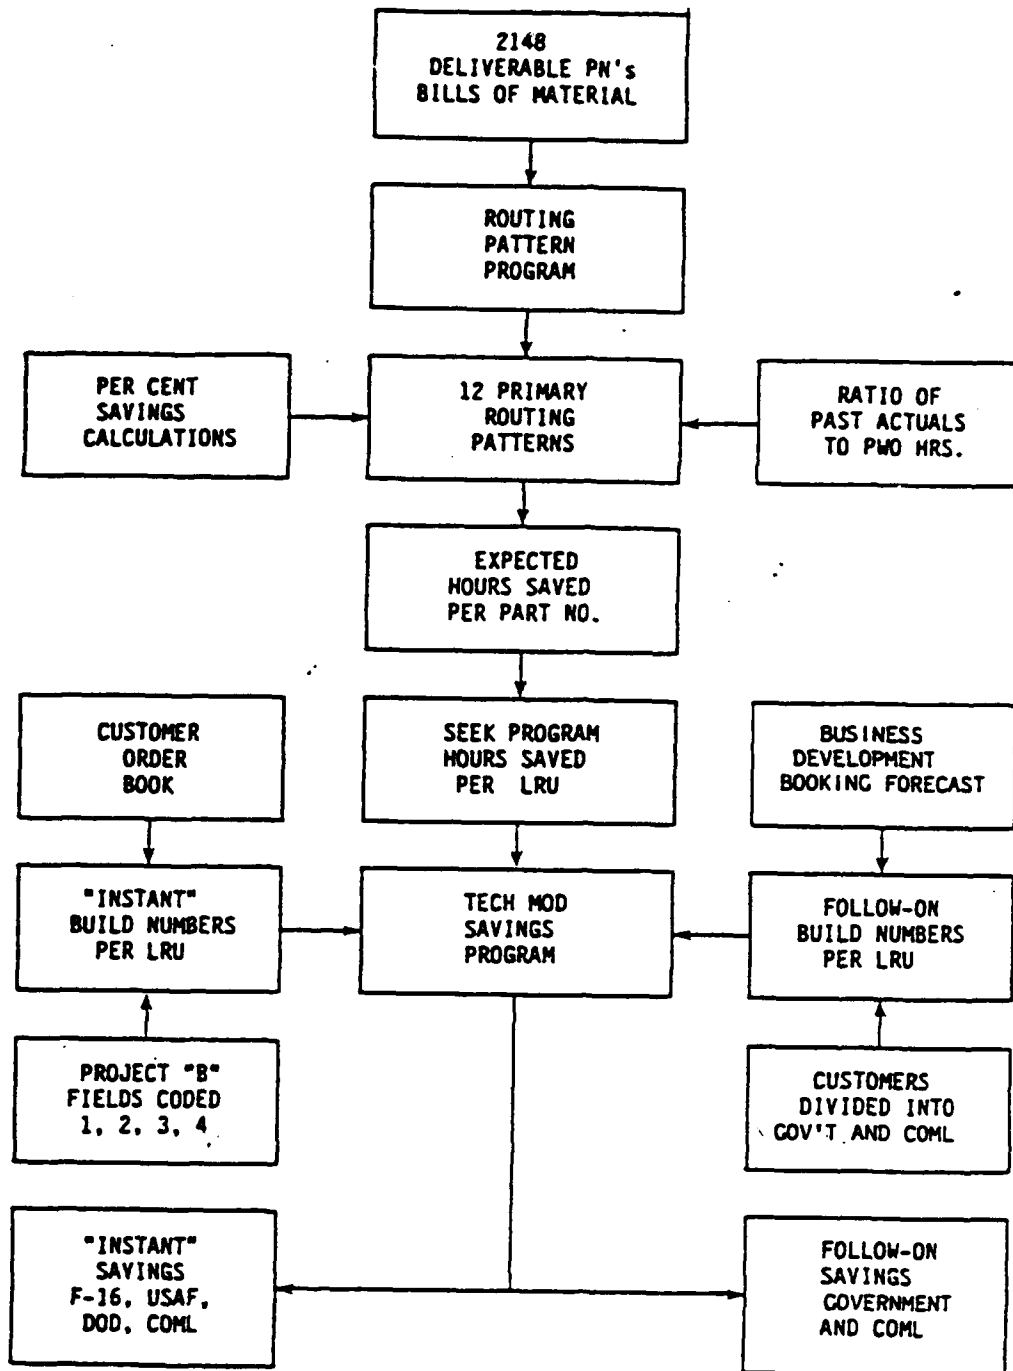 2148
DELIVERABLE PN's
BILLS OF MATERIAL
ROUTING
PATTERN
PROGRAM
PER CENT
SAVINGS
CALCULATIONS
12 PRIMARY
ROUTING
PATTERNS
RATIO OF
PAST ACTUALS
TO PWO HRS.
EXPECTED
HOURS SAVED
PER PART NO.
CUSTOMER
ORDER
BOOK
SEEK PROGRAM
HOURS SAVED
PER LRU
BUSINESS
DEVELOPMENT
BOOKING FORECAST
"INSTANT"
BUILD NUMBERS
PER LRU
TECH MOD
SAVINGS
PROGRAM
FOLLOW-ON
BUILD NUMBERS
PER LRU
PROJECT "B"
FIELDS CODED
1, 2, 3, 4
CUSTOMERS
DIVIDED INTO
GOV'T AND COML
"INSTANT"
SAVINGS
F-16, USAF,
DOD, COML
FOLLOW-ON
SAVINGS
GOVERNMENT
AND COML